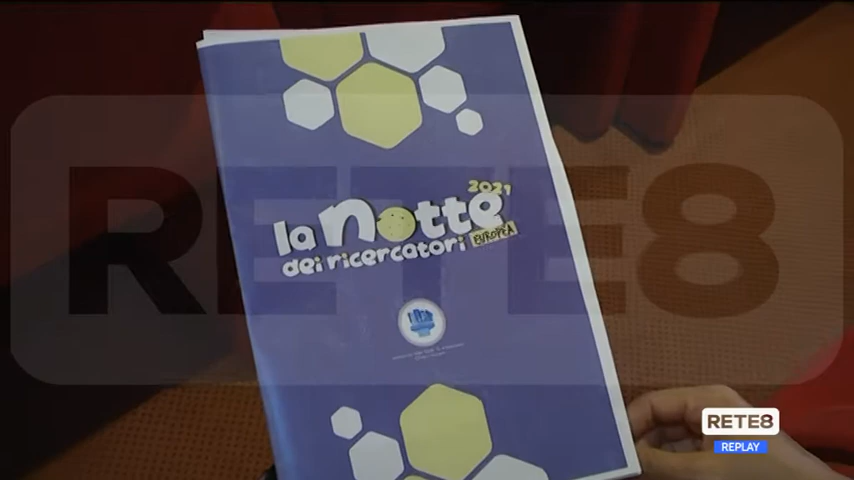 2021
la notte
dei ricercatori
EUROPEA
RETE8
RETE8
REPLAY